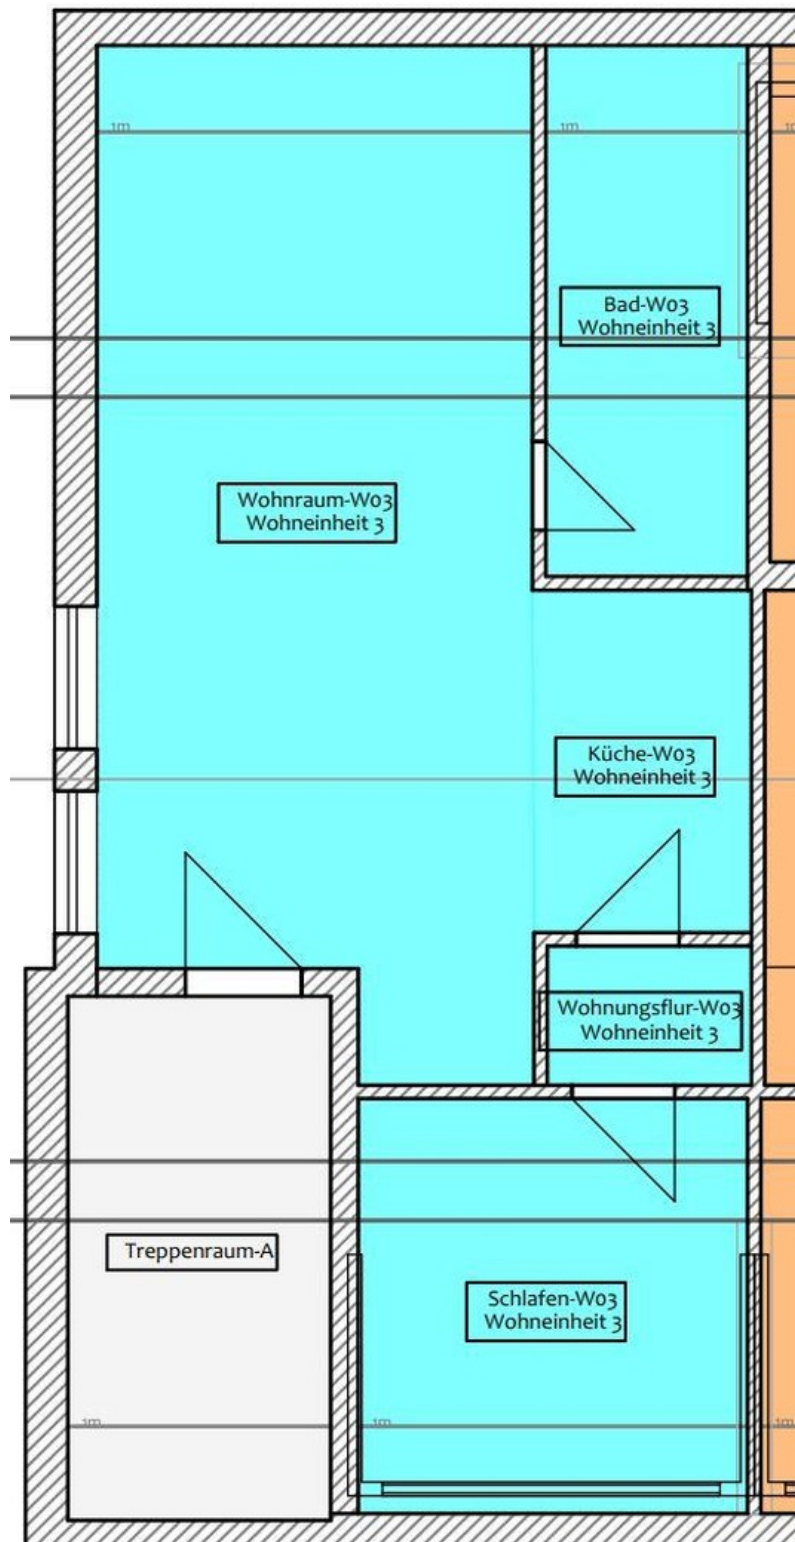 1m
1m
1m
Bad-W03
Wohneinheit 3
Wohnraum-W03
Wohneinheit 3
Küche-W03
Wohneinheit 3
Wohnungsflur-W03
Wohneinheit 3
Treppenraum-A
Schlafen-W03
Wohneinheit 3
1m
1m
1m